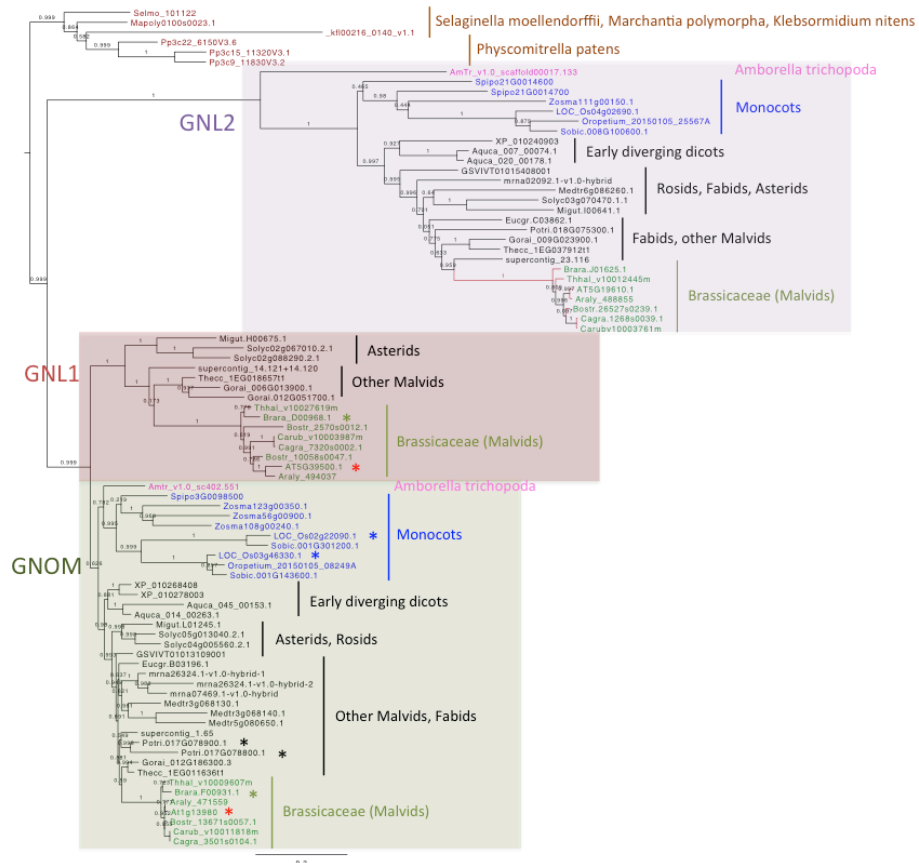 Selmo_101122
Mapoly0100s0023.1
_kfl00216_0140_v1.1
Pp3c22_6150V3.6
Pp3c15_11320V3.1
Pp3c9_11830V3.2
Selaginella moellendorffii, Marchantia polymorpha, Klebsormidium nitens
Physcomitrella patens
GNL2
AmTr_v1.0_scaffold00017.133
Amborella trichopoda
Spipo21G0014600
Spipo21G0014700
Zosma111g00150.1
LOC_Os04g02690.1
Oropetium_20150105_25567A
Sobic.008G100600.1
Monocots
XP_010240903
Aquca_007_00074.1
Aquca_020_00178.1
Early diverging dicots
GSVIVT01015408001
mrna02092.1-v1.0-hybrid
Medtr6g086260.1
Solyc03g070470.1.1
Migut.I00641.1
Rosids, Fabids, Asterids
Eucgr.C03862.1
Potri.018G075300.1
Gorai.009G023900.1
Thecc_1EG037912t1
supercontig_23.116
Fabids, other Malvids
Brara.J01625.1
Thhal_v10012445m
AT5G19610.1
Araly_488855
Bostr.26527s0239.1
Cagra.1268s0039.1
Carubv10003761m
Brassicaceae (Malvids)
GNL1
Migut.H00675.1
Solyc02g067010.2.1
Solyc02g088290.2.1
Asterids
supercontig_14.121+14.120
Thecc_1EG018657t1
Gorai_006G013900.1
Gorai.012G051700.1
Other Malvids
Thhal_v10027619m
Brara_D00968.1 *
Bostr_2570s0012.1
Carub_v10003987m
Cagra_7320s0002.1
Bostr_10058s0047.1
AT5G39500.1 *
Araly_494037
Brassicaceae (Malvids)
GNOM
Amtr_v1.0_sc402.551
Amborella trichopoda
Spipo3G0098500
Zosma123g00350.1
Zosma56g00900.1
Zosma108g00240.1
LOC_Os02g22090.1 *
Sobic.001G301200.1
LOC_Os03g46330.1 *
Oropetium_20150105_08249A
Sobic.001G143600.1
Monocots
XP_010268408
XP_010278003
Aquca_045_00153.1
Aquca_014_00263.1
Early diverging dicots
Migut.L01245.1
Solyc05g013040.2.1
Solyc04g005560.2.1
GSVIVT01013109001
Asterids, Rosids
Eucgr.B03196.1
mrna26324.1-v1.0-hybrid-1
mrna26324.1-v1.0-hybrid-2
mrna07469.1-v1.0-hybrid
Medtr3g068130.1
Medtr3g068140.1
Medtr5g080650.1
supercontig_1.65
Potri.017G078900.1 *
Potri.017G078800.1 *
Gorai_012G186300.3
Thecc_1EG011636t1
Other Malvids, Fabids
Thhal_v10009607m
Brara.F00931.1 *
Araly_471559
At1g13980 *
Bostr_13671s0057.1
Carub_v10011818m
Cagra_3501s0104.1
Brassicaceae (Malvids)